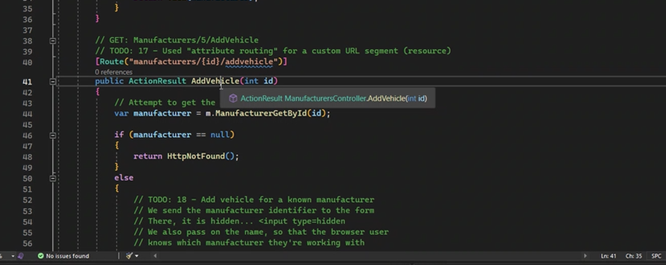 35
}
36
}
37
38
// GET: Manufacturers/5/AddVehicle
39
// TODO: 17 - Used "attribute routing" for a custom URL segment (resource)
40
[Route("manufacturers/{id}/addvehicle")]
0 references
41
public ActionResult AddVehicle(int id)
42
{
ActionResult ManufacturersController.AddVehicle(int id)
43
// Attempt to get the
44
var manufacturer = m.ManufacturerGetById(id);
45
46
if (manufacturer == null)
47
{
48
return HttpNotFound();
49
}
50
else
51
{
52
// TODO: 18 - Add vehicle for a known manufacturer
53
// We send the manufacturer identifier to the form
54
// There, it is hidden... <input type=hidden
55
// We also pass on the name, so that the browser user
56
// knows which manufacturer they're working with
No issues found
Ln: 41 Ch: 35 SPC